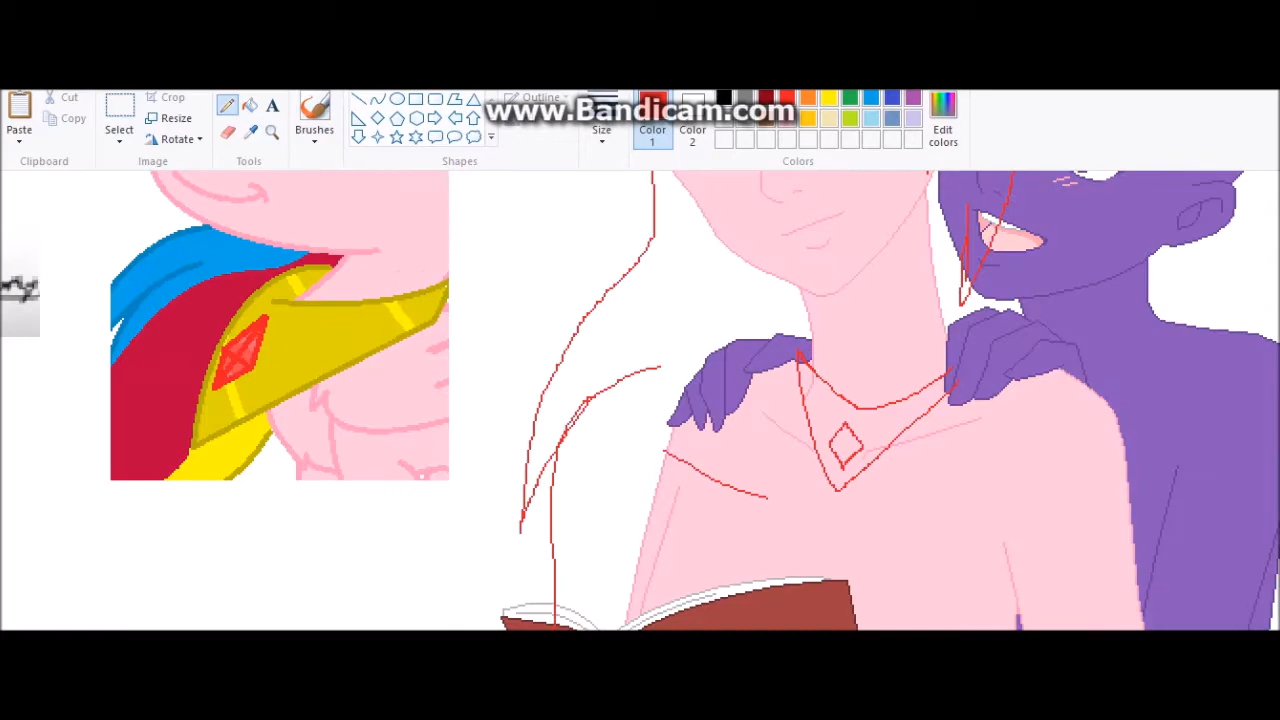 www.Bandicam.com
Cut
Crop
Outline
Copy
Resize
Paste
Select
Rotate
Brushes
Size
Color
1
Color
2
Edit
colors
Clipboard
Image
Tools
Shapes
Colors
A